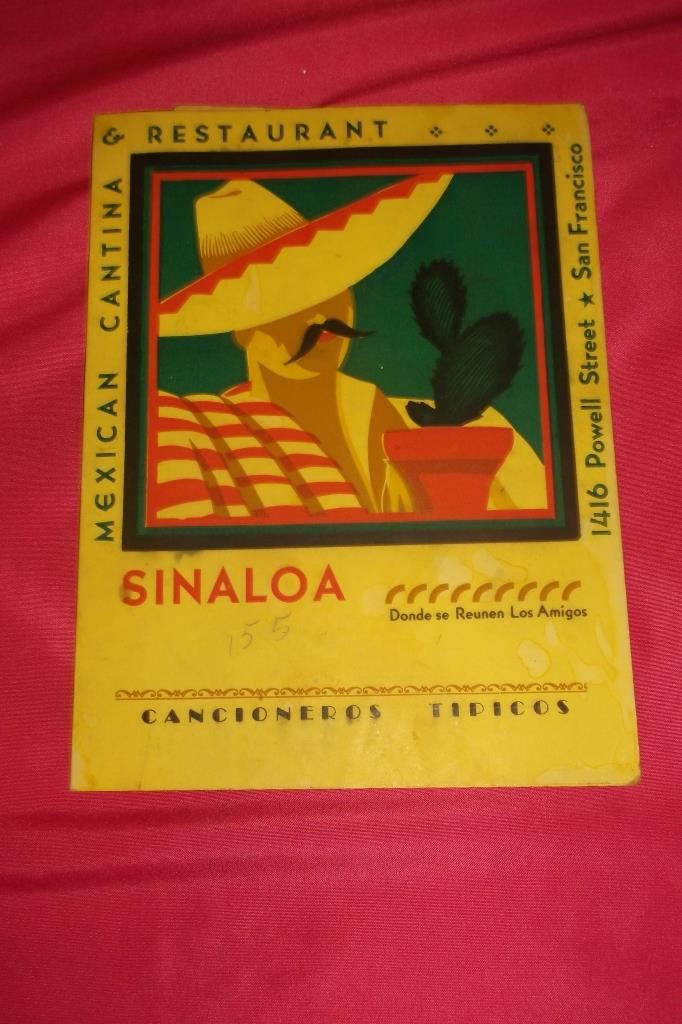 MEXICAN CANTINA
& RESTAURANT
1416 Powell Street ★ San Francisco
SINALOA
Donde se Reunen Los Amigos
155
CANCIONEROS TIPICOS